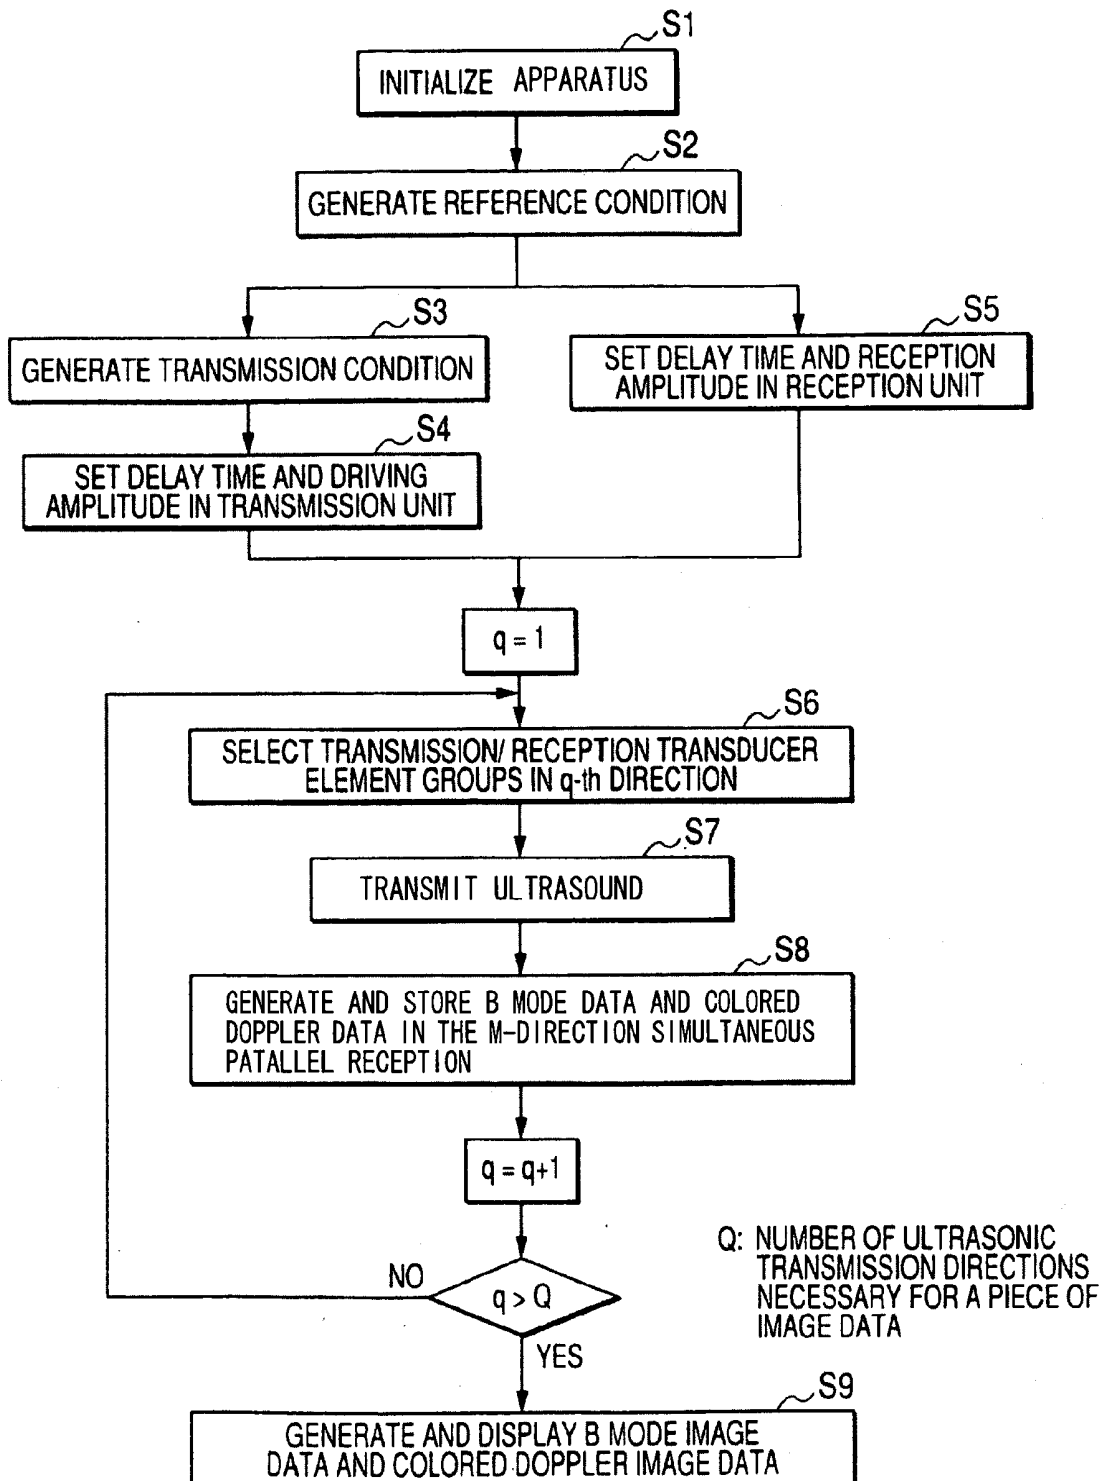 S1
INITIALIZE APPARATUS
S2
GENERATE REFERENCE CONDITION
S3
GENERATE TRANSMISSION CONDITION
S4
SET DELAY TIME AND DRIVING
AMPLITUDE IN TRANSMISSION UNIT
S5
SET DELAY TIME AND RECEPTION
AMPLITUDE IN RECEPTION UNIT
q = 1
S6
SELECT TRANSMISSION/ RECEPTION TRANSDUCER
ELEMENT GROUPS IN q-th DIRECTION
S7
TRANSMIT ULTRASOUND
S8
GENERATE AND STORE B MODE DATA AND COLORED
DOPPLER DATA IN THE M-DIRECTION SIMULTANEOUS
PATALLEL RECEPTION
q = q+1
q > Q
NO
YES
Q: NUMBER OF ULTRASONIC
TRANSMISSION DIRECTIONS
NECESSARY FOR A PIECE OF
IMAGE DATA
S9
GENERATE AND DISPLAY B MODE IMAGE
DATA AND COLORED DOPPLER IMAGE DATA